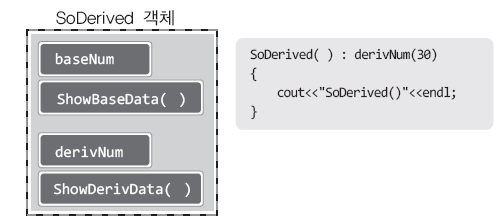 SoDerived 객체
baseNum
ShowBaseData( )
derivNum
ShowDerivData( )
SoDerived( ) : derivNum(30)
{
    cout<<"SoDerived()"<<endl;
}